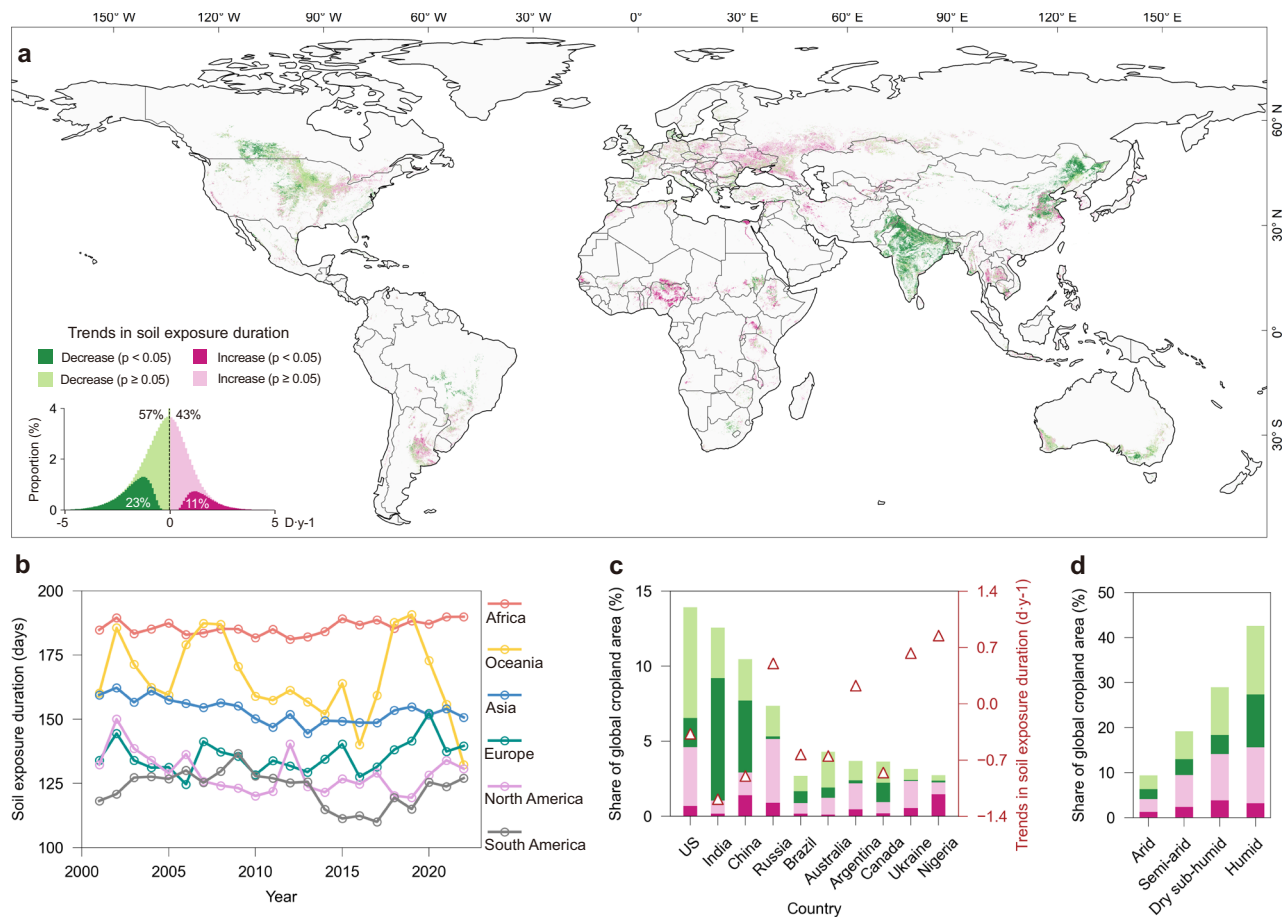 150° W 120° W 90° W 60° W 0° 30° E 60° E 90° E 120° E 150° E
a
60° N
30° N
0°
30° S
Trends in soil exposure duration
Decrease (p < 0.05) Increase (p < 0.05)
Decrease (p ≥ 0.05) Increase (p ≥ 0.05)
Proportion (%)
4
2
0
57% 43%
23% 11%
-5 0 5 D·y-1
b
Soil exposure duration (days)
200
175
150
125
100
2000 2005 2010 2015 2020
Year
Africa
Oceania
Asia
Europe
North America
South America
c
Share of global cropland area (%)
15
10
5
0
1.4
0.7
0.0
−0.7
−1.4
Trends in soil exposure duration (d·y-1)
US
India
China
Russia
Brazil
Australia
Argentina
Canada
Ukraine
Nigeria
Country
d
Share of global cropland area (%)
50
40
30
20
10
0
Arid
Semi-arid
Dry sub-humid
Humid